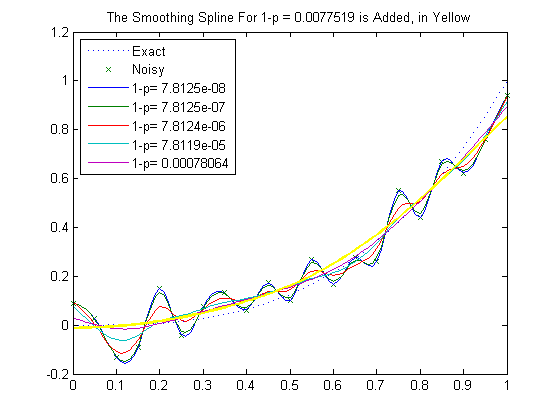 The Smoothing Spline For 1-p = 0.0077519 is Added, in Yellow
1.2
Exact
Noisy
1-p= 7.8125e-08
1-p= 7.8125e-07
1-p= 7.8124e-06
1-p= 7.8119e-05
1-p= 0.00078064
1
0.8
0.6
0.4
0.2
0
-0.2
0 0.1 0.2 0.3 0.4 0.5 0.6 0.7 0.8 0.9 1